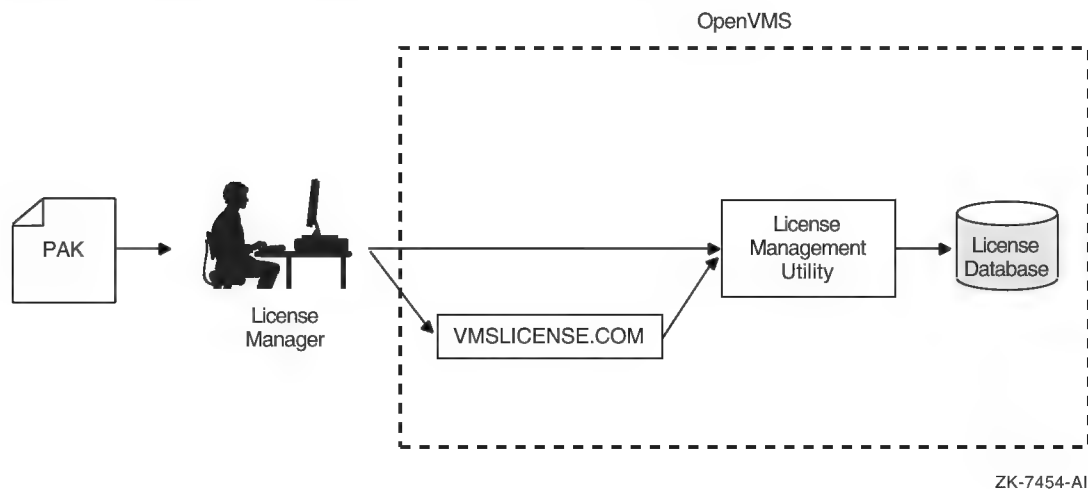 OpenVMS
PAK
License
Manager
VMSLICENSE.COM
License
Management
Utility
License
Database
ZK-7454-AI